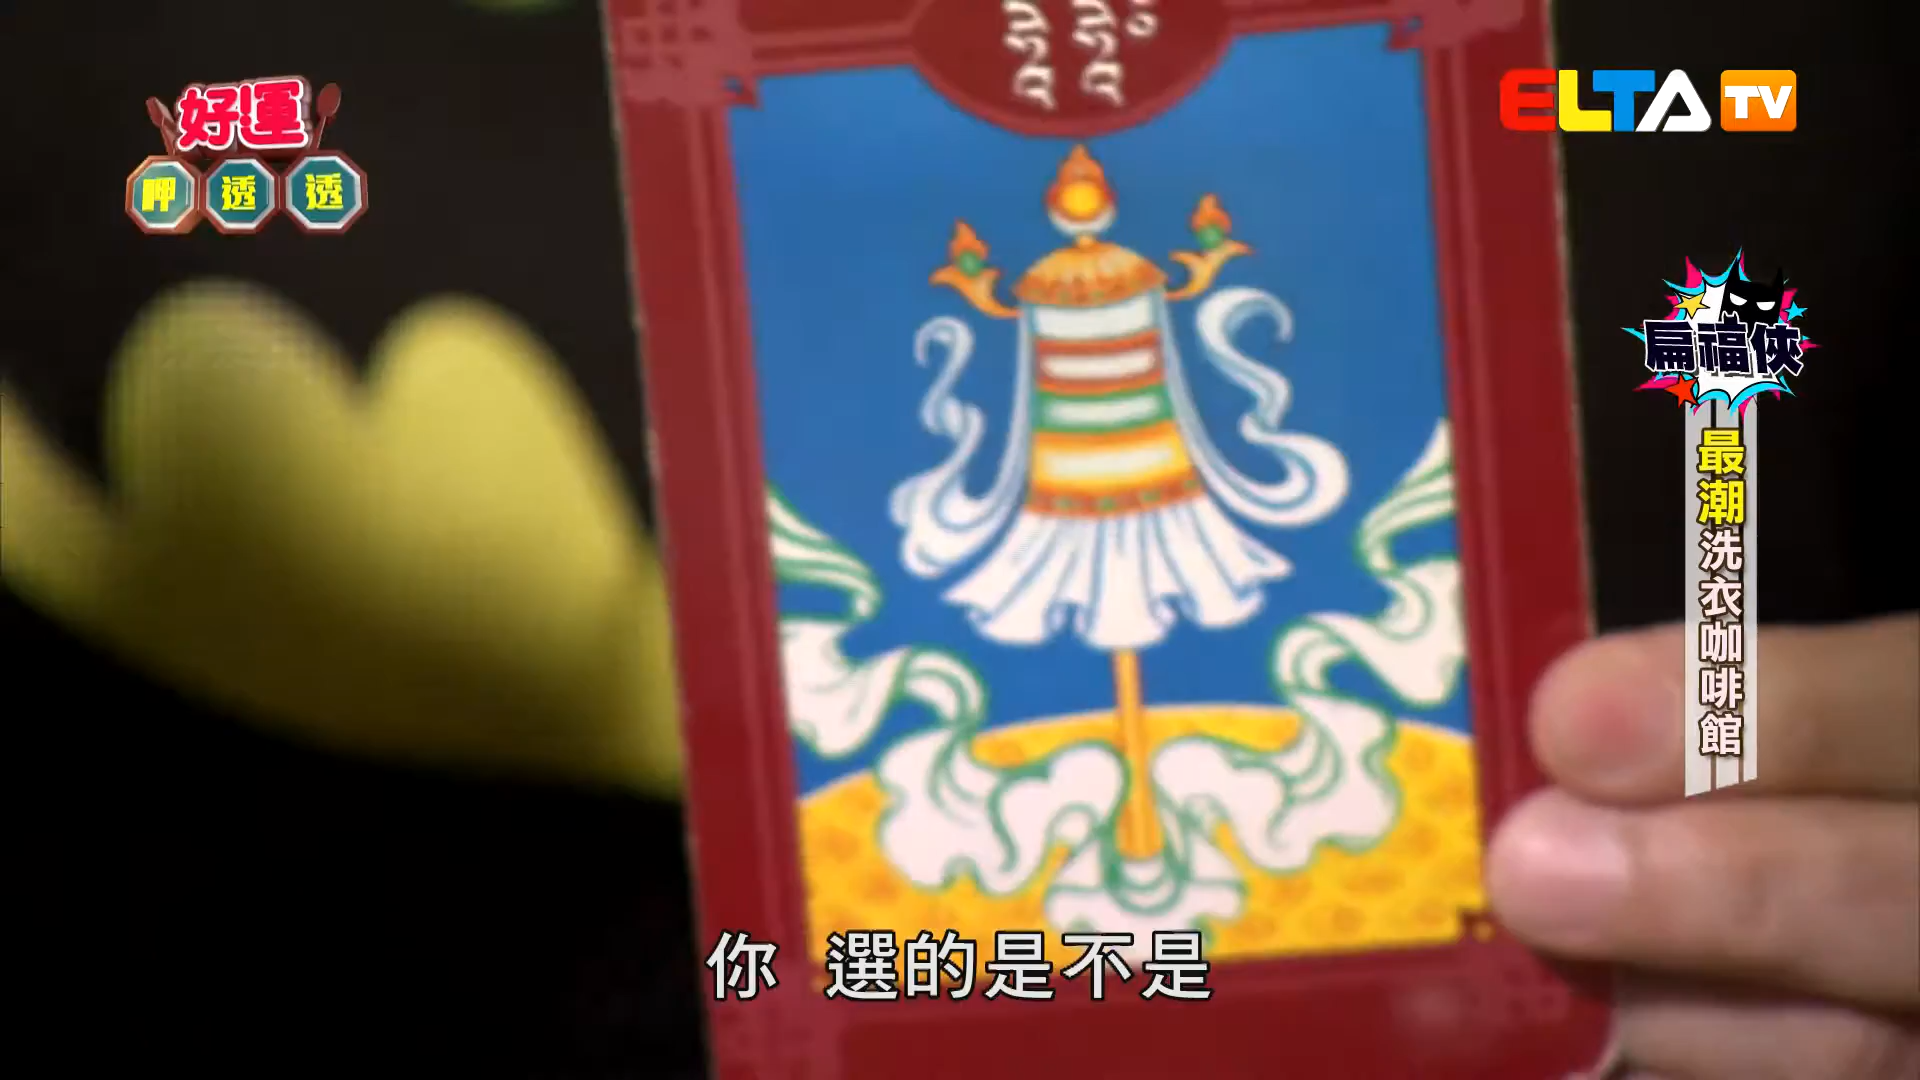 好運
呷透透
ELTA TV
扁福俠
最潮洗衣咖啡館
你 選的是不是